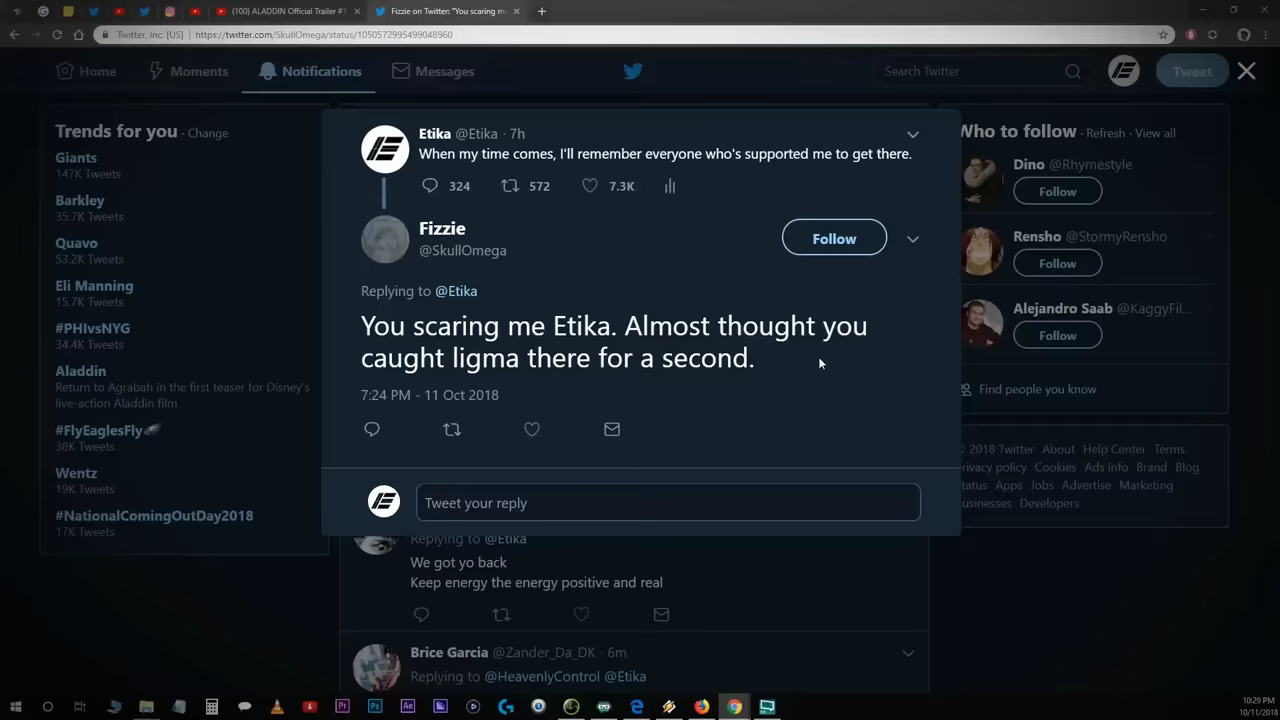 (100) ALADDIN Official Trailer #1
Fizzie on Twitter: "You scaring me
Twitter, Inc. [US] | https://twitter.com/SkullOmega/status/1050572995499048960
Home
Moments
Notifications
Messages
Search Twitter
Tweet
Trends for you · Change
Giants
147K Tweets
Barkley
35.7K Tweets
Quavo
53.2K Tweets
Eli Manning
15.7K Tweets
#PHIvsNYG
34.4K Tweets
Aladdin
Return to Agrabah in the first teaser for Disney's
live-action Aladdin film
#FlyEaglesFly
38K Tweets
Wentz
19K Tweets
#NationalComingOutDay2018
17K Tweets
Etika @Etika · 7h
When my time comes, I'll remember everyone who's supported me to get there.
324 572 7.3K
Fizzie
@SkullOmega
Follow
Replying to @Etika
You scaring me Etika. Almost thought you
caught ligma there for a second.
7:24 PM - 11 Oct 2018
Tweet your reply
Replying to @Etika
We got yo back
Keep energy the energy positive and real
Brice Garcia @Zander_Da_DK · 6m
Replying to @HeavenlyControl @Etika
Who to follow · Refresh · View all
Dino @Rhymestyle
Follow
Rensho @StormyRensho
Follow
Alejandro Saab @KaggyFil...
Follow
Find people you know
2018 Twitter About Help Center Terms
rivacy policy Cookies Ads info Brand Blog
tatus Apps Jobs Advertise Marketing
usinesses Developers
10:29 PM
10/11/2018